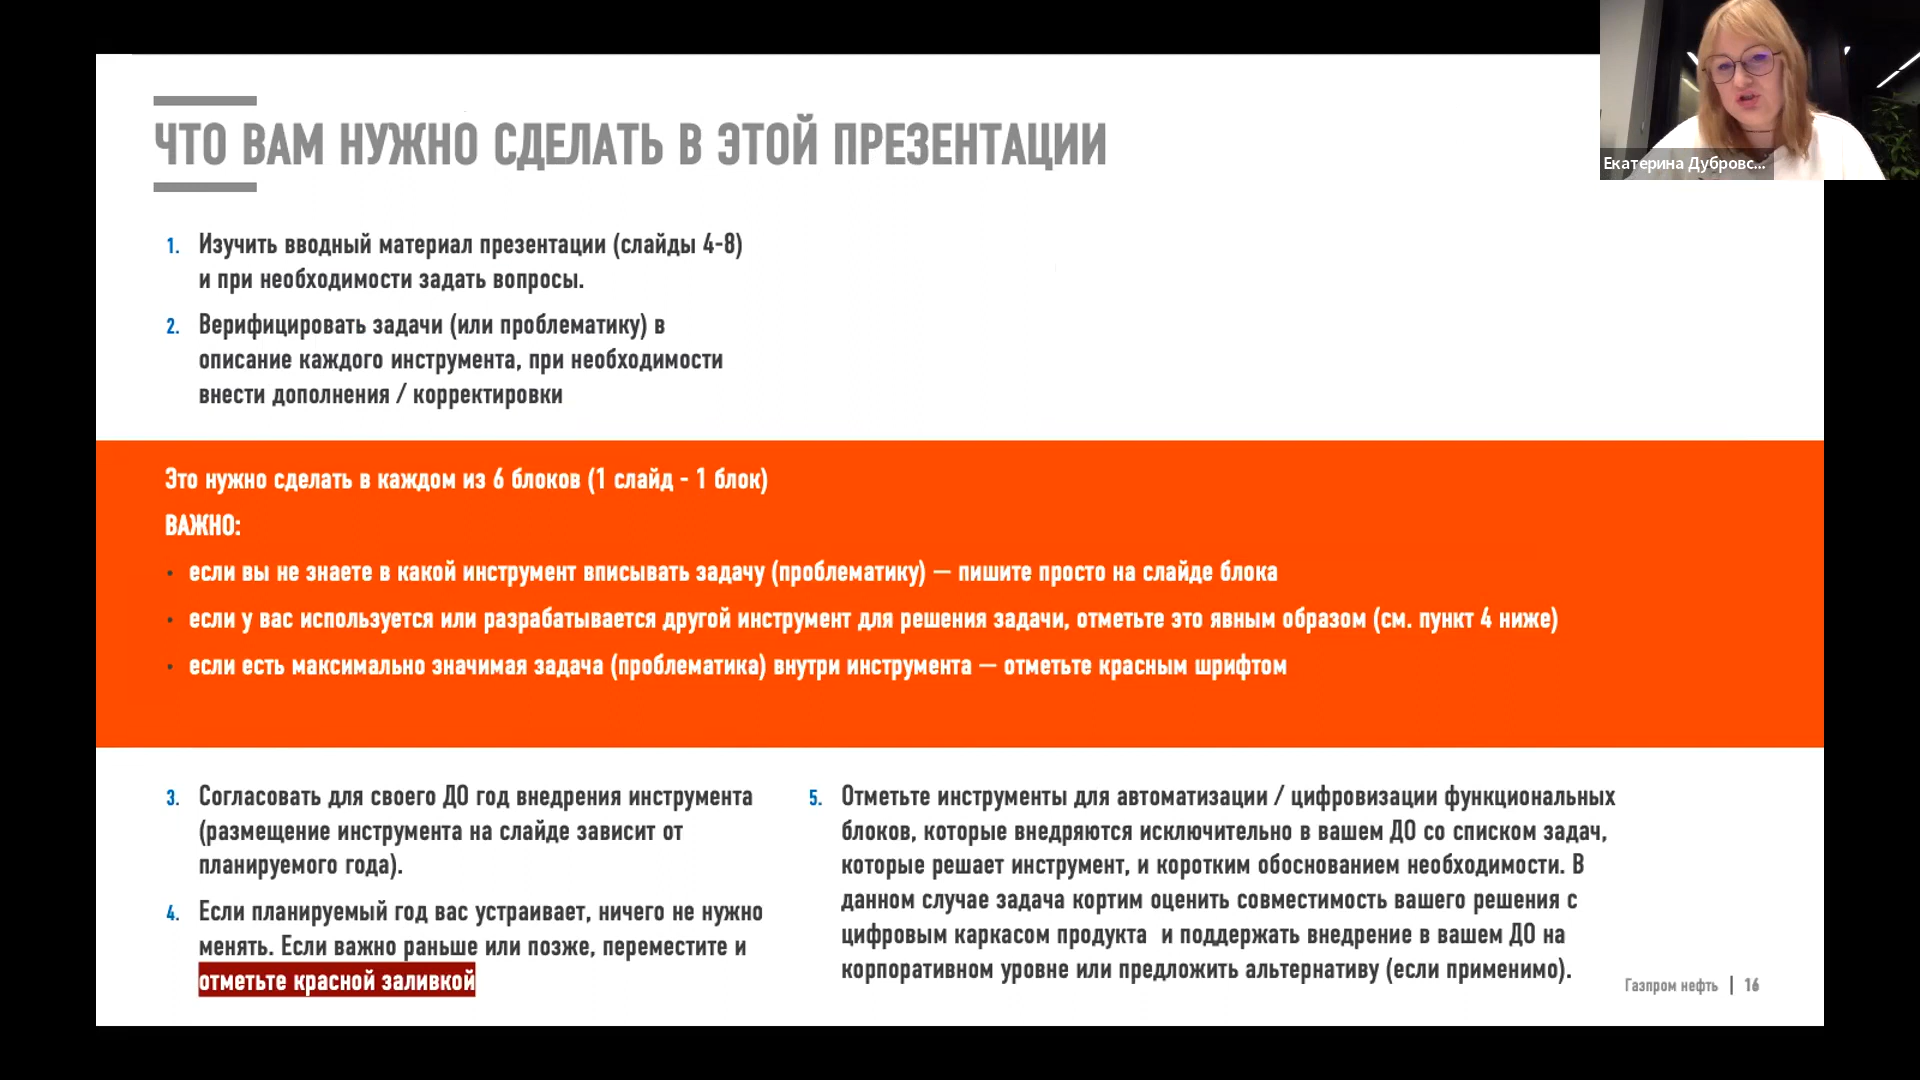 ЧТО ВАМ НУЖНО СДЕЛАТЬ В ЭТОЙ ПРЕЗЕНТАЦИИ
Екатерина Дубровс...
1. Изучить вводный материал презентации (слайды 4-8)
и при необходимости задать вопросы.
2. Верифицировать задачи (или проблематику) в
описание каждого инструмента, при необходимости
внести дополнения / корректировки
Это нужно сделать в каждом из 6 блоков (1 слайд - 1 блок)
ВАЖНО:
• если вы не знаете в какой инструмент вписывать задачу (проблематику) — пишите просто на слайде блока
• если у вас используется или разрабатывается другой инструмент для решения задачи, отметьте это явным образом (см. пункт 4 ниже)
• если есть максимально значимая задача (проблематика) внутри инструмента — отметьте красным шрифтом
3. Согласовать для своего ДО год внедрения инструмента
(размещение инструмента на слайде зависит от
планируемого года).
4. Если планируемый год вас устраивает, ничего не нужно
менять. Если важно раньше или позже, переместите и
отметьте красной заливкой
5. Отметьте инструменты для автоматизации / цифровизации функциональных
блоков, которые внедряются исключительно в вашем ДО со списком задач,
которые решает инструмент, и коротким обоснованием необходимости. В
данном случае задача кортим оценить совместимость вашего решения с
цифровым каркасом продукта и поддержать внедрение в вашем ДО на
корпоративном уровне или предложить альтернативу (если применимо).
Газпром нефть | 16